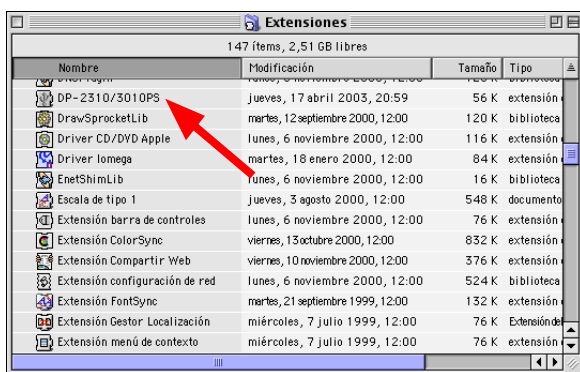 Extensiones
147 ítems, 2,51 GB libres
Nombre Modificación Tamaño Tipo
DP-2310/3010PS jueves, 17 abril 2003, 20:59 56 K extensión
DrawSprocketLib martes, 12 septiembre 2000, 12:00 120 K biblioteca
Driver CD/DVD Apple lunes, 6 noviembre 2000, 12:00 116 K extensión
Driver Iomega martes, 18 enero 2000, 12:00 84 K extensión
EnetShimLib lunes, 6 noviembre 2000, 12:00 16 K biblioteca
Escala de tipo 1 jueves, 3 agosto 2000, 12:00 548 K documento
Extensión barra de controles lunes, 6 noviembre 2000, 12:00 76 K extensión
Extensión ColorSync viernes, 13 octubre 2000, 12:00 832 K extensión
Extensión Compartir Web viernes, 10 noviembre 2000, 12:00 376 K extensión
Extensión configuración de red lunes, 6 noviembre 2000, 12:00 524 K biblioteca
Extensión FontSync martes, 21 septiembre 1999, 12:00 132 K extensión
Extensión Gestor Localización miércoles, 7 julio 1999, 12:00 76 K Extensión del
Extensión menú de contexto miércoles, 7 julio 1999, 12:00 76 K extensión